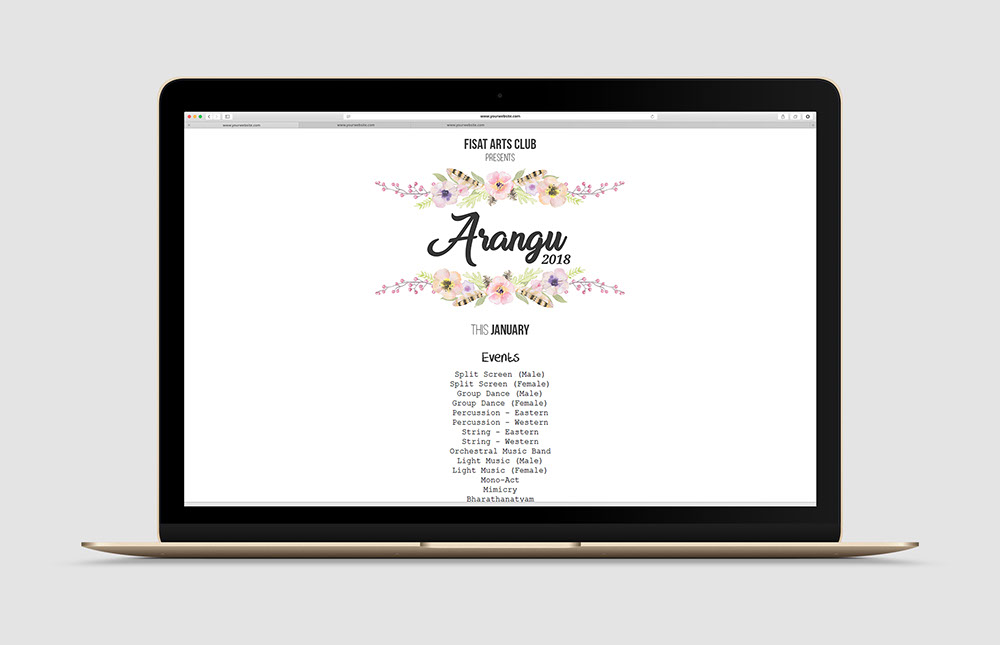 www.yourwebsite.com
www.yourwebsite.com
www.yourwebsite.com
www.yourwebsite.com
FISAT ARTS CLUB
PRESENTS
Arangu
2018
THIS JANUARY
Events
Split Screen (Male)
Split Screen (Female)
Group Dance (Male)
Group Dance (Female)
Percussion - Eastern
Percussion - Western
String - Eastern
String - Western
Orchestral Music Band
Light Music (Male)
Light Music (Female)
Mono-Act
Mimicry
Bharathanatyam